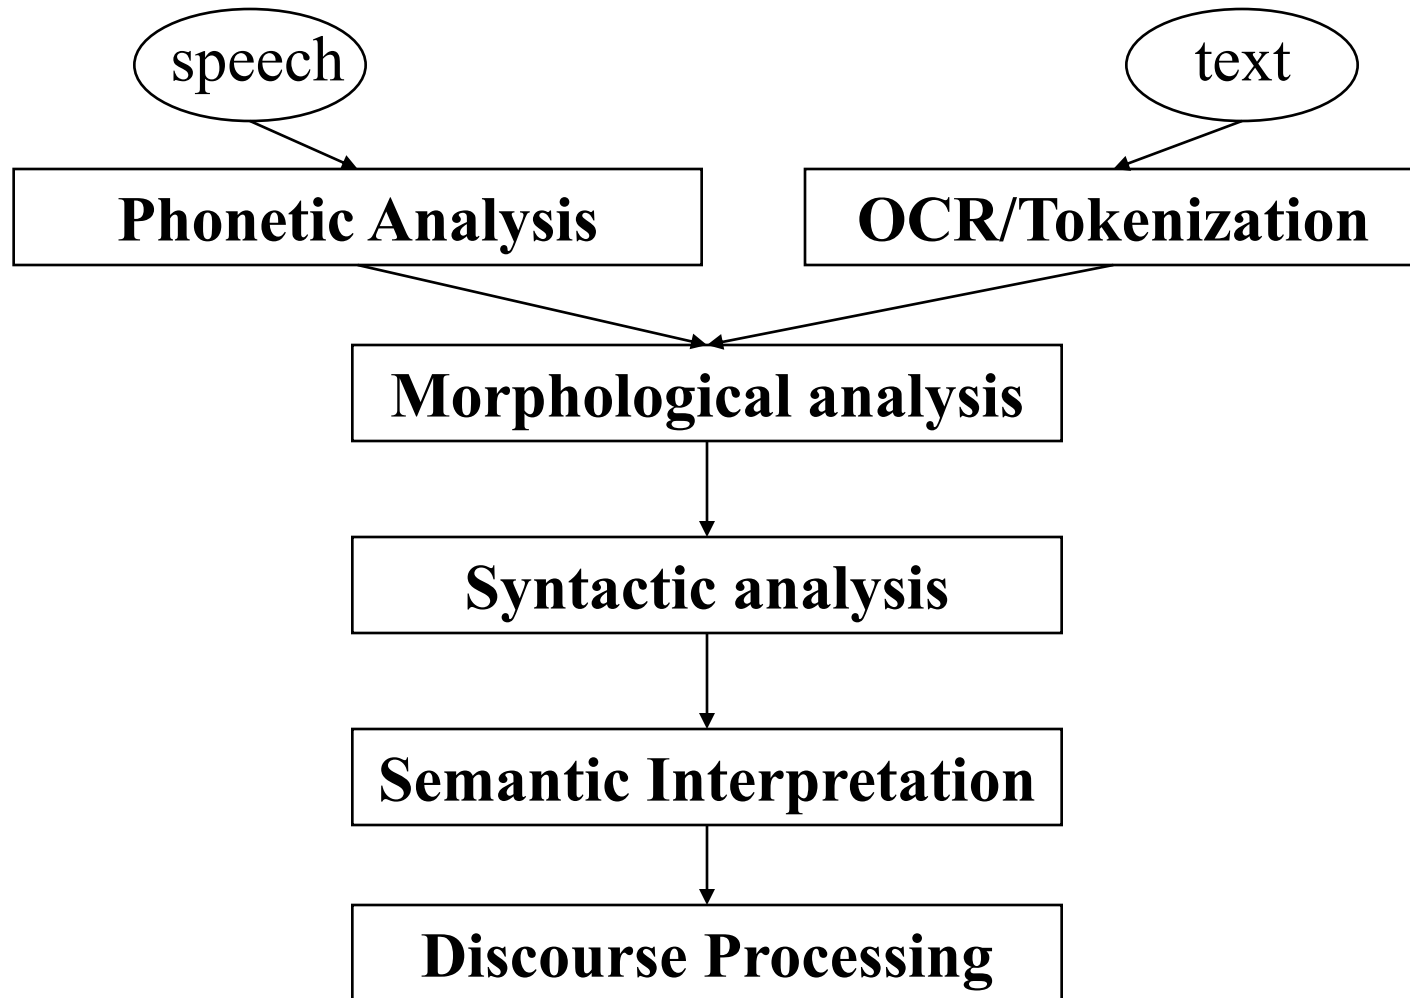 speech
text
Phonetic Analysis
OCR/Tokenization
Morphological analysis
Syntactic analysis
Semantic Interpretation
Discourse Processing